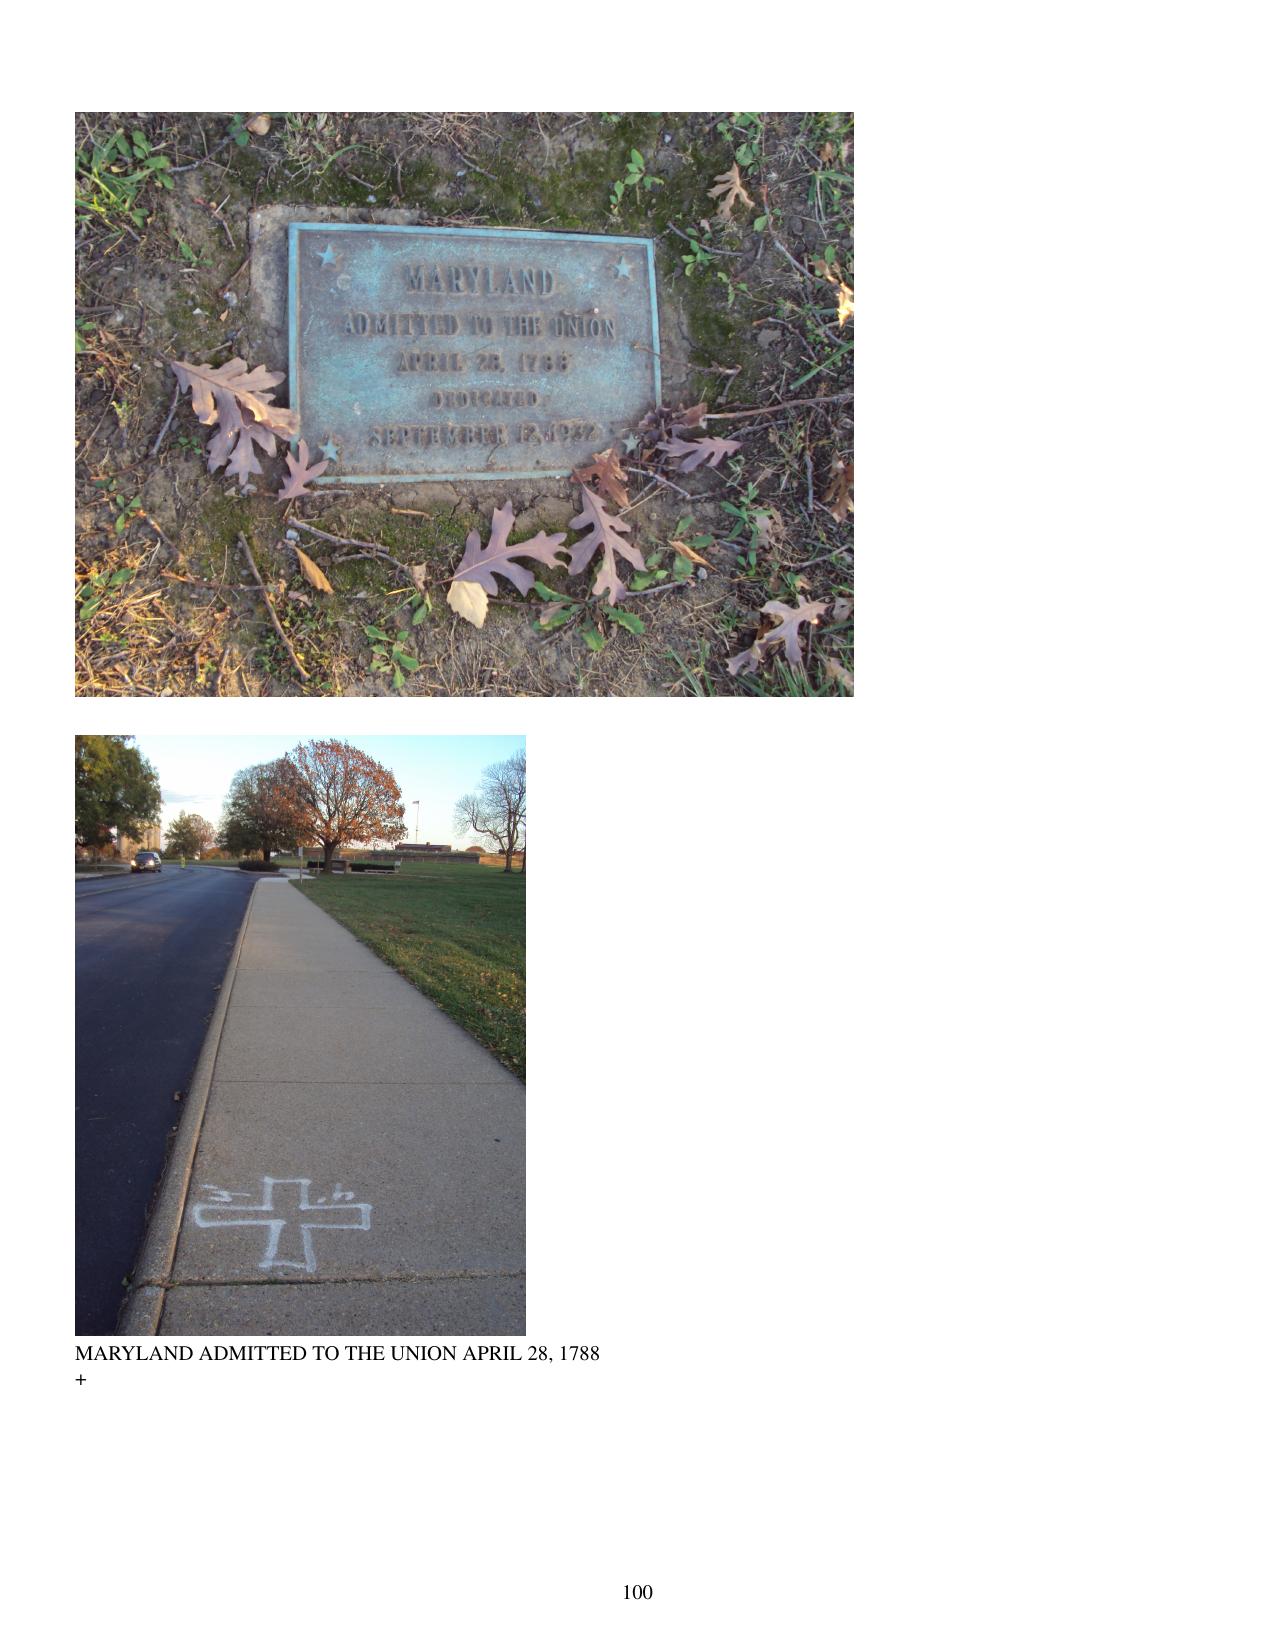 MARYLAND
ADMITTED TO THE UNION
APRIL 28, 1788
DEDICATED
SEPTEMBER 12, 1932
MARYLAND ADMITTED TO THE UNION APRIL 28, 1788
+
100